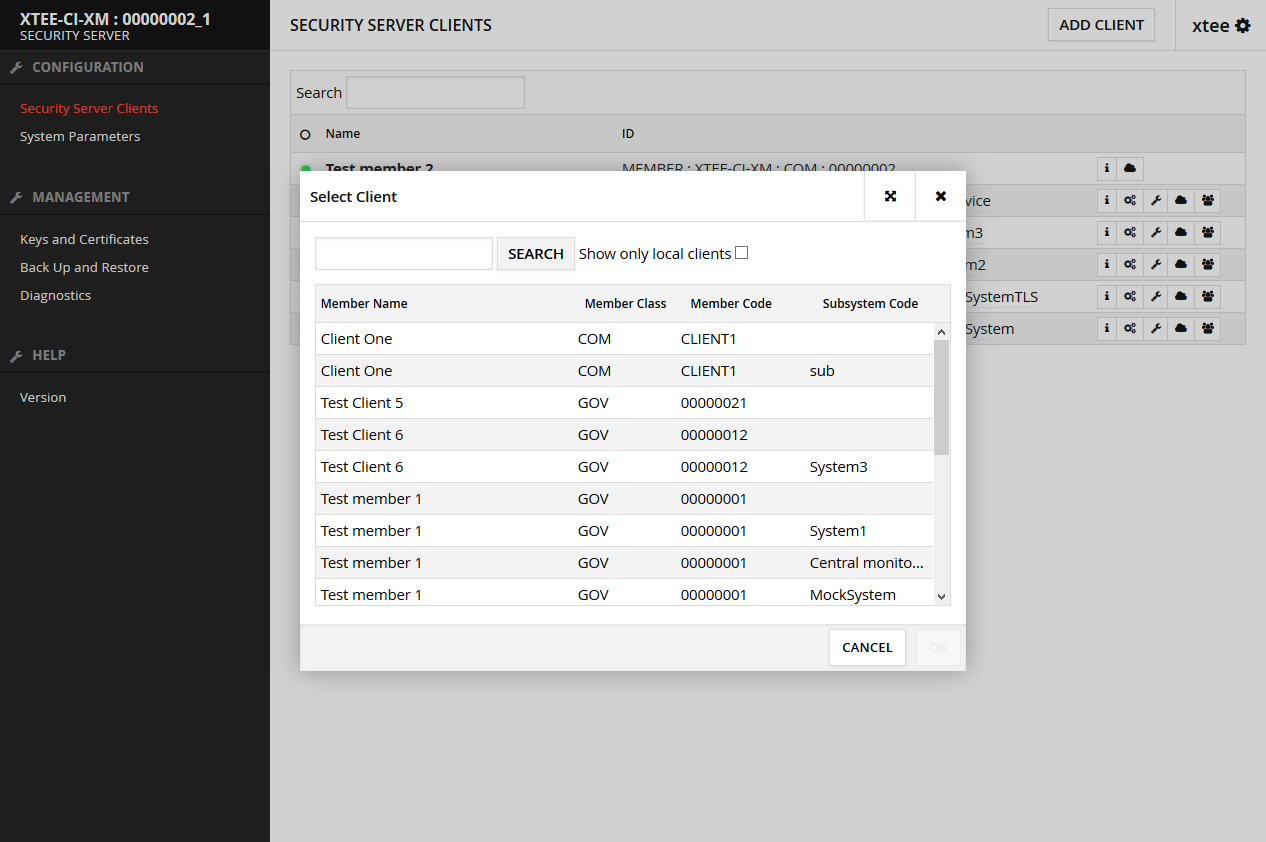 XTEE-CI-XM : 00000002_1
SECURITY SERVER
CONFIGURATION
Security Server Clients
System Parameters
MANAGEMENT
Keys and Certificates
Back Up and Restore
Diagnostics
HELP
Version
SECURITY SERVER CLIENTS
ADD CLIENT
xtee
Search
Name ID
Test member 2 MEMBER : XTEE-CI-XM : COM : 00000002
vice
m3
m2
SystemTLS
System
Select Client
SEARCH Show only local clients
Member Name Member Class Member Code Subsystem Code
Client One COM CLIENT1
Client One COM CLIENT1 sub
Test Client 5 GOV 00000021
Test Client 6 GOV 00000012
Test Client 6 GOV 00000012 System3
Test member 1 GOV 00000001
Test member 1 GOV 00000001 System1
Test member 1 GOV 00000001 Central monito...
Test member 1 GOV 00000001 MockSystem
CANCEL OK